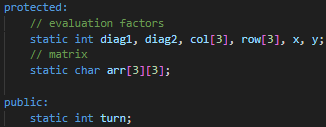 protected:
// evaluation factors
static int diag1, diag2, col[3], row[3], x, y;
// matrix
static char arr[3][3];
public:
static int turn;